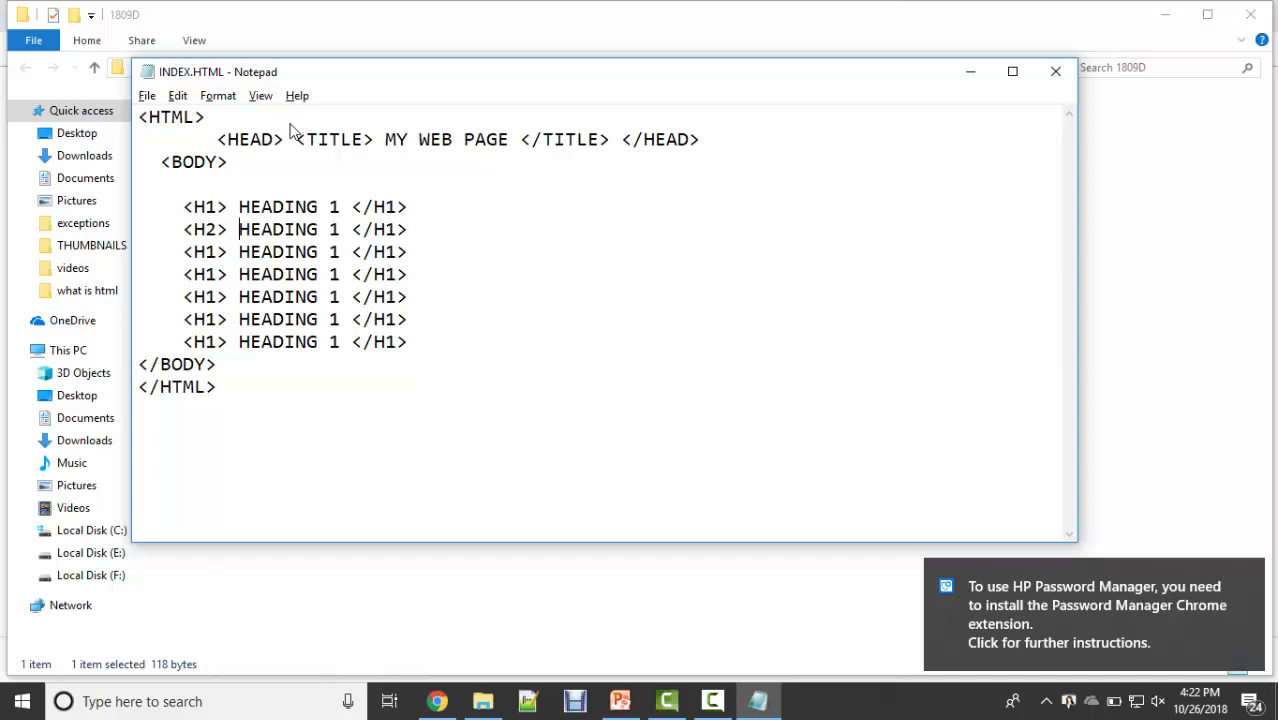 1809D
File Home Share View
Search 1809D
INDEX.HTML - Notepad
File Edit Format View Help
<HTML>
<HEAD> <TITLE> MY WEB PAGE </TITLE> </HEAD>
<BODY>
<H1> HEADING 1 </H1>
<H2> HEADING 1 </H1>
<H1> HEADING 1 </H1>
<H1> HEADING 1 </H1>
<H1> HEADING 1 </H1>
<H1> HEADING 1 </H1>
<H1> HEADING 1 </H1>
</BODY>
</HTML>
Quick access
Desktop
Downloads
Documents
Pictures
exceptions
THUMBNAILS
videos
what is html
OneDrive
This PC
3D Objects
Desktop
Documents
Downloads
Music
Pictures
Videos
Local Disk (C:)
Local Disk (E:)
Local Disk (F:)
Network
To use HP Password Manager, you need
to install the Password Manager Chrome
extension.
Click for further instructions.
1 item 1 item selected 118 bytes
Type here to search
4:22 PM
10/26/2018
24